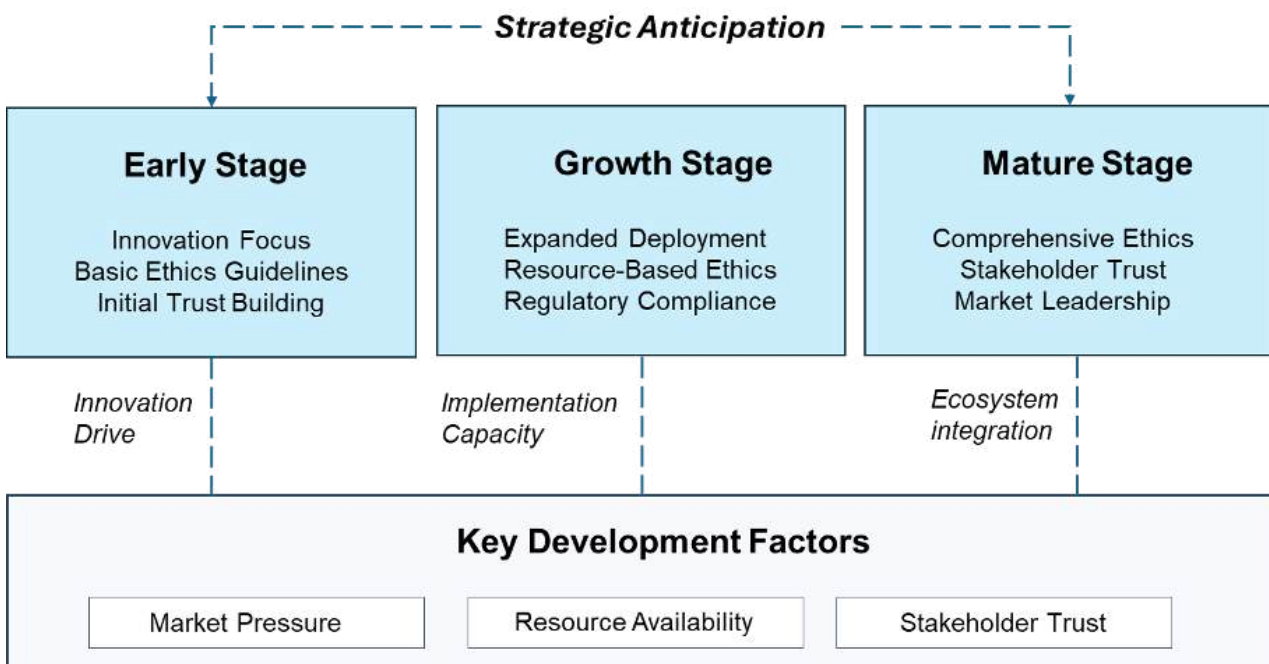 Strategic Anticipation
Early Stage
Innovation Focus
Basic Ethics Guidelines
Initial Trust Building
Growth Stage
Expanded Deployment
Resource-Based Ethics
Regulatory Compliance
Mature Stage
Comprehensive Ethics
Stakeholder Trust
Market Leadership
Innovation
Drive
Implementation
Capacity
Ecosystem
integration
Key Development Factors
Market Pressure
Resource Availability
Stakeholder Trust